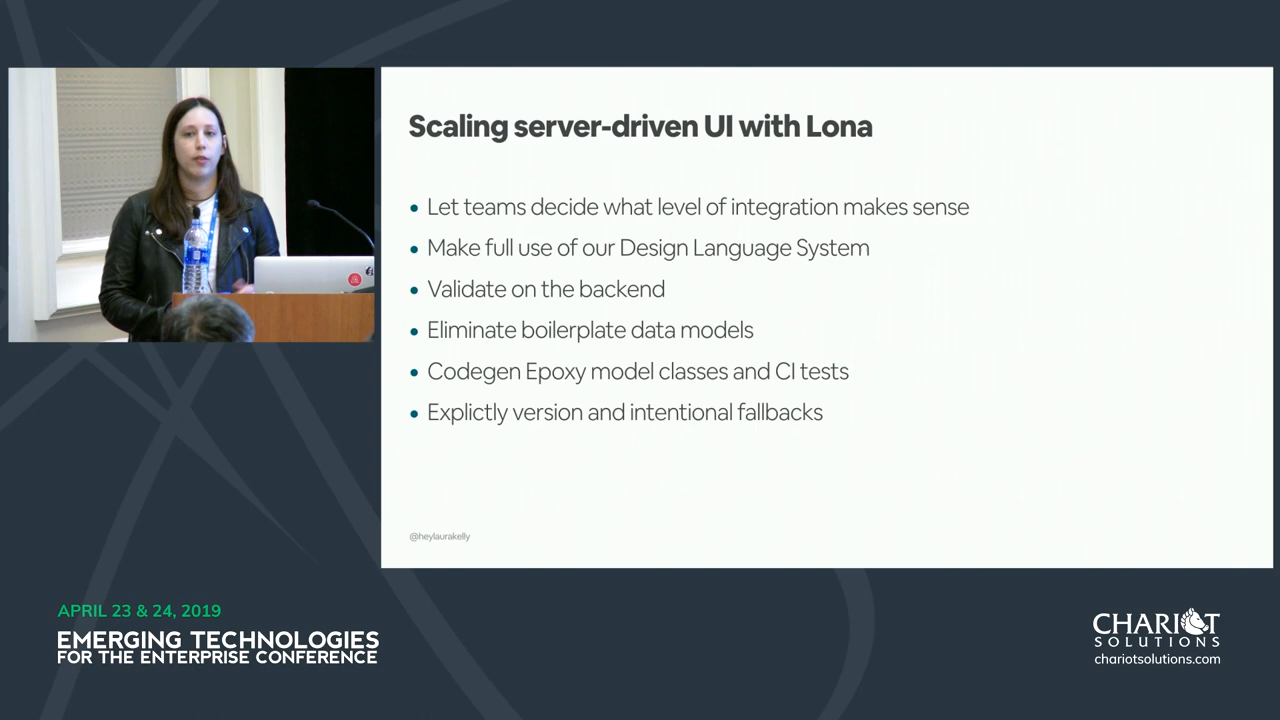 Scaling server-driven UI with Lona
Let teams decide what level of integration makes sense
Make full use of our Design Language System
Validate on the backend
Eliminate boilerplate data models
Codegen Epoxy model classes and CI tests
Explictly version and intentional fallbacks
@heylaurakelly
APRIL 23 & 24, 2019
EMERGING TECHNOLOGIES
FOR THE ENTERPRISE CONFERENCE
CHARIOT
SOLUTIONS
chariotsolutions.com